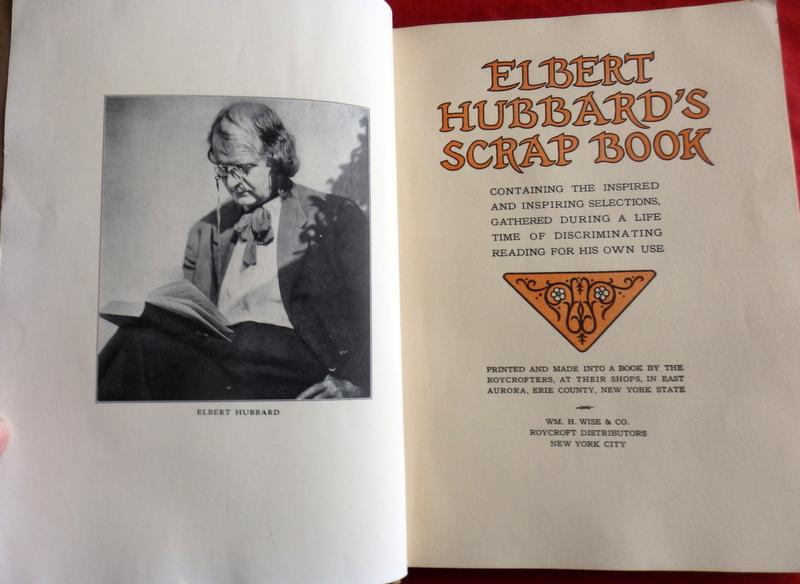 ELBERT HUBBARD
ELBERT
HUBBARD'S
SCRAP BOOK
CONTAINING THE INSPIRED
AND INSPIRING SELECTIONS,
GATHERED DURING A LIFE
TIME OF DISCRIMINATING
READING FOR HIS OWN USE
PRINTED AND MADE INTO A BOOK BY THE
ROYCROFTERS, AT THEIR SHOPS, IN EAST
AURORA, ERIE COUNTY, NEW YORK STATE
WM. H. WISE & CO.
ROYCROFT DISTRIBUTORS
NEW YORK CITY